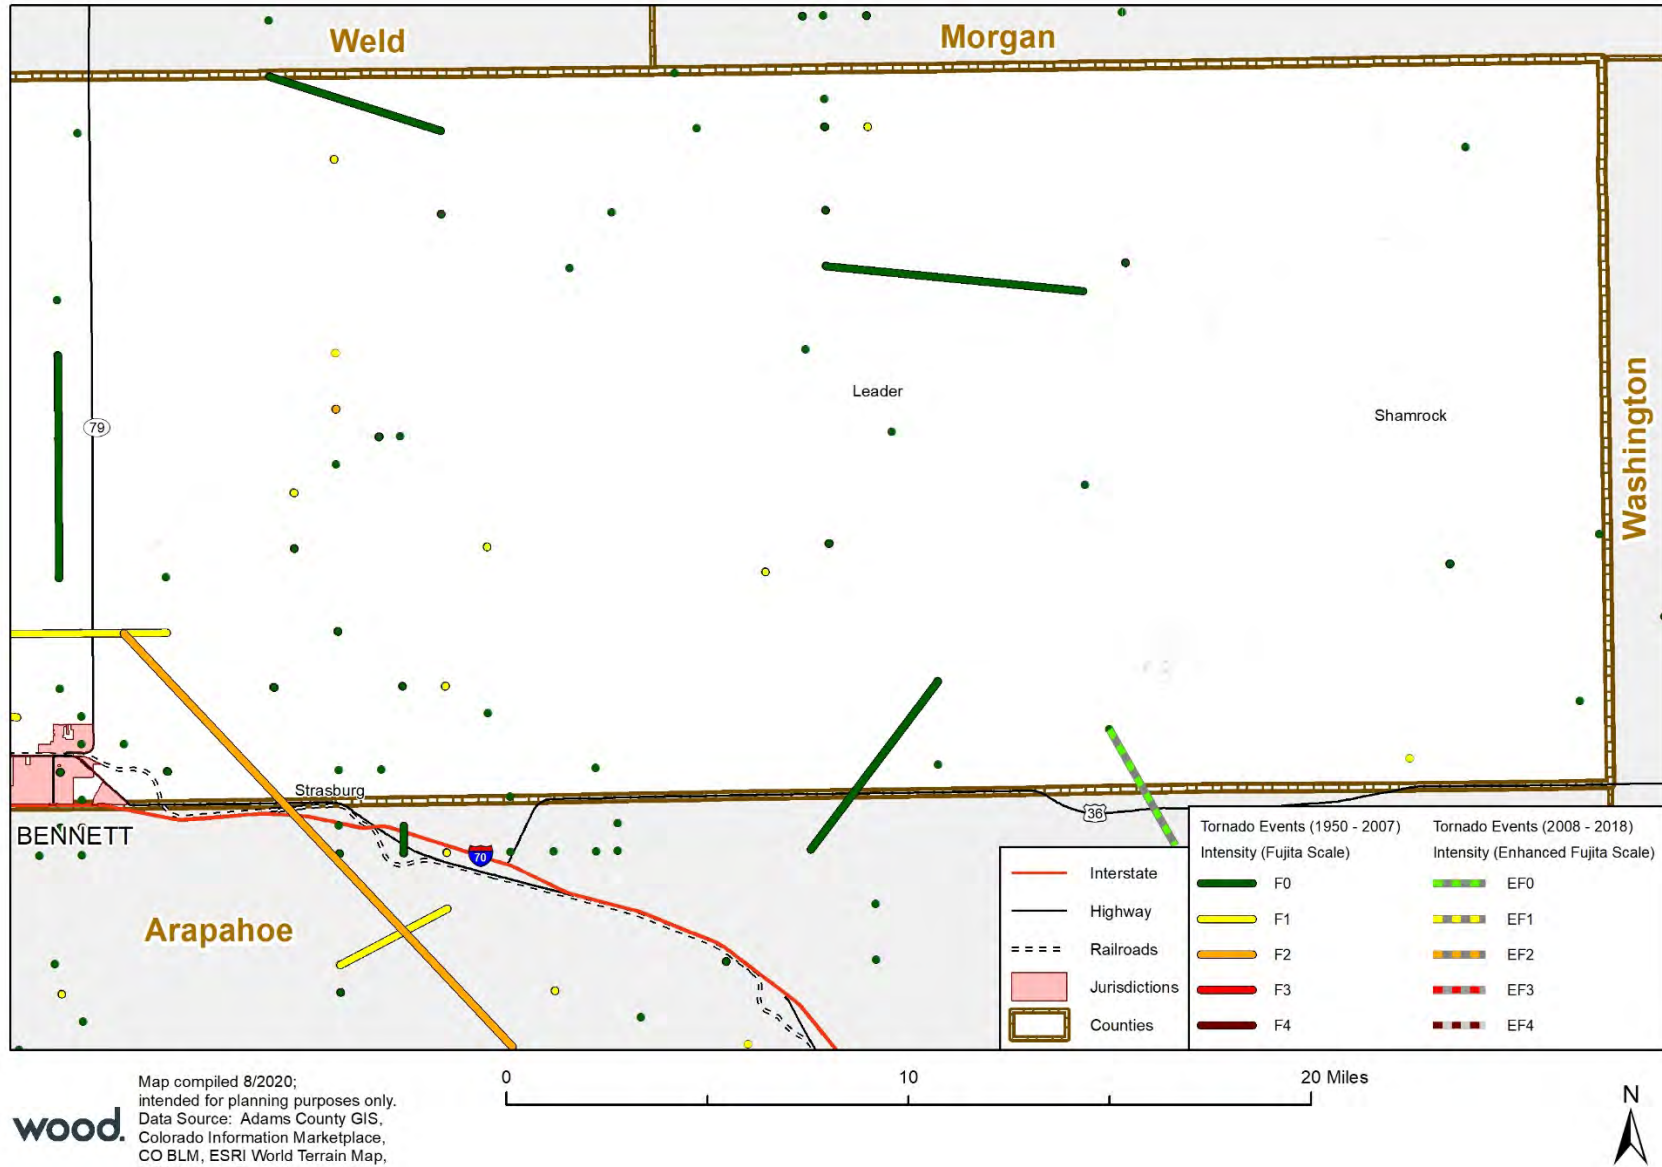 Weld
Morgan
Washington
79
Leader
Shamrock
Strasburg
36
BENNETT
70
Arapahoe
Interstate
Highway
Railroads
Jurisdictions
Counties
Tornado Events (1950 - 2007)
Intensity (Fujita Scale)
F0
F1
F2
F3
F4
Tornado Events (2008 - 2018)
Intensity (Enhanced Fujita Scale)
EF0
EF1
EF2
EF3
EF4
0 10 20 Miles
N
wood.
Map compiled 8/2020;
intended for planning purposes only.
Data Source: Adams County GIS,
Colorado Information Marketplace,
CO BLM, ESRI World Terrain Map,